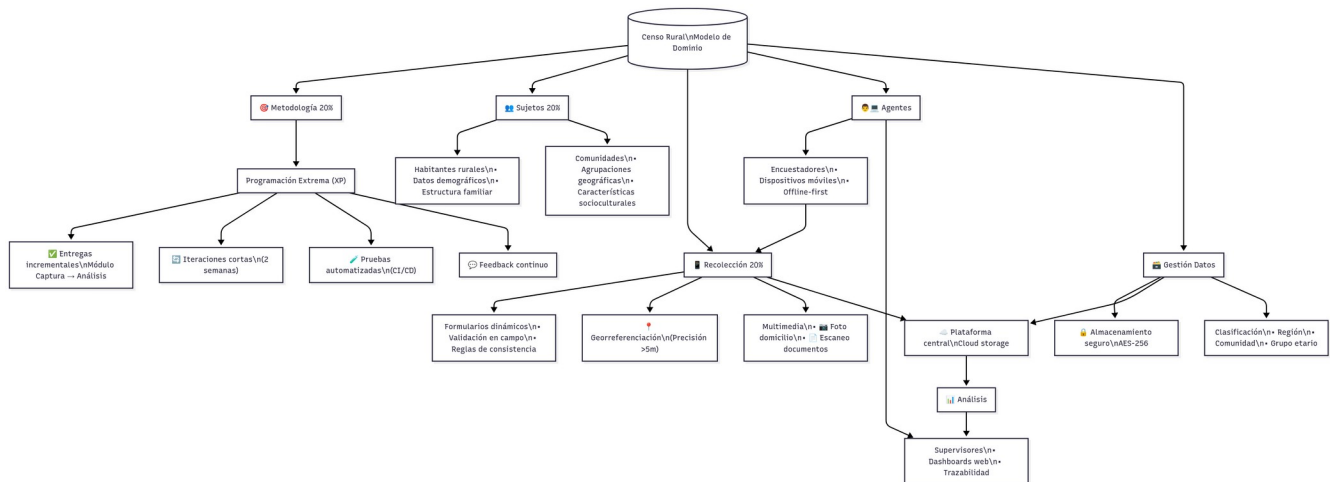 Censo Rural\nModelo de
Dominio
🎯 Metodología 20%
👥 Sujetos 20%
👨💻 Agentes
Programación Extrema (XP)
Habitantes rurales\n•
Datos demográficos\n•
Estructura familiar
Comunidades\n•
Agrupaciones
geográficas\n•
Características
socioculturales
Encuestadores\n•
Dispositivos móviles\n•
Offline-first
✅ Entregas
incrementales\nMódulo
Captura → Análisis
🔄 Iteraciones cortas\n(2
semanas)
🧪 Pruebas
automatizadas\n(CI/CD)
💬 Feedback continuo
📱 Recolección 20%
🗃️ Gestión Datos
Formularios dinámicos\n•
Validación en campo\n•
Reglas de consistencia
📍
Georreferenciación\n(Precisión
>5m)
Multimedia\n• 📷 Foto
domicilio\n• 📄 Escaneo
documentos
☁️ Plataforma
central\nCloud storage
🔒 Almacenamiento
seguro\nAES-256
Clasificación\n• Región\n•
Comunidad\n• Grupo etario
📊 Análisis
Supervisores\n•
Dashboards web\n•
Trazabilidad